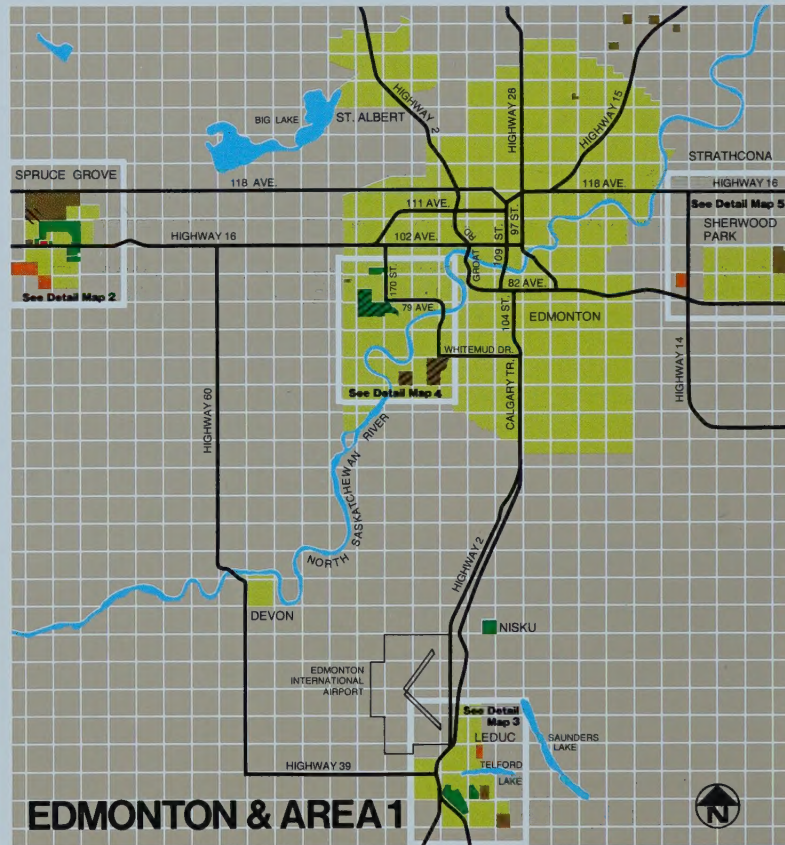 BIG LAKE
ST. ALBERT
HIGHWAY 2
HIGHWAY 28
HIGHWAY 15
STRATHCONA
SPRUCE GROVE
118 AVE.
118 AVE.
HIGHWAY 16
See Detail Map 5
SHERWOOD
PARK
111 AVE.
102 AVE.
HIGHWAY 16
GROAT
RD.
109 ST.
97 ST.
See Detail Map 2
170 ST.
79 AVE.
82 AVE.
104 ST.
EDMONTON
WHITEMUD DR.
See Detail Map 4
CALGARY TR.
HIGHWAY 14
HIGHWAY 60
NORTH SASKATCHEWAN RIVER
HIGHWAY 2
DEVON
NISKU
EDMONTON
INTERNATIONAL
AIRPORT
See Detail
Map 3
LEDUC
SAUNDERS
LAKE
TELFORD
LAKE
HIGHWAY 39
EDMONTON & AREA 1
N